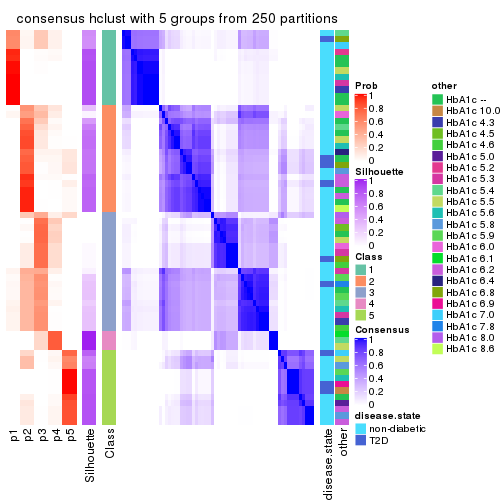 consensus hclust with 5 groups from 250 partitions
Prob
1
0.8
0.6
0.4
0.2
0
Silhouette
1
0.8
0.6
0.4
0.2
0
Class
1
2
3
4
5
Consensus
1
0.8
0.6
0.4
0.2
0
disease.state
non-diabetic
T2D
other
HbA1c --
HbA1c 10.0
HbA1c 4.3
HbA1c 4.5
HbA1c 4.6
HbA1c 5.0
HbA1c 5.2
HbA1c 5.3
HbA1c 5.4
HbA1c 5.5
HbA1c 5.6
HbA1c 5.8
HbA1c 5.9
HbA1c 6.0
HbA1c 6.1
HbA1c 6.2
HbA1c 6.4
HbA1c 6.8
HbA1c 6.9
HbA1c 7.0
HbA1c 7.8
HbA1c 8.0
HbA1c 8.6
p1
p2
p3
p4
p5
Silhouette
Class
disease.state
other